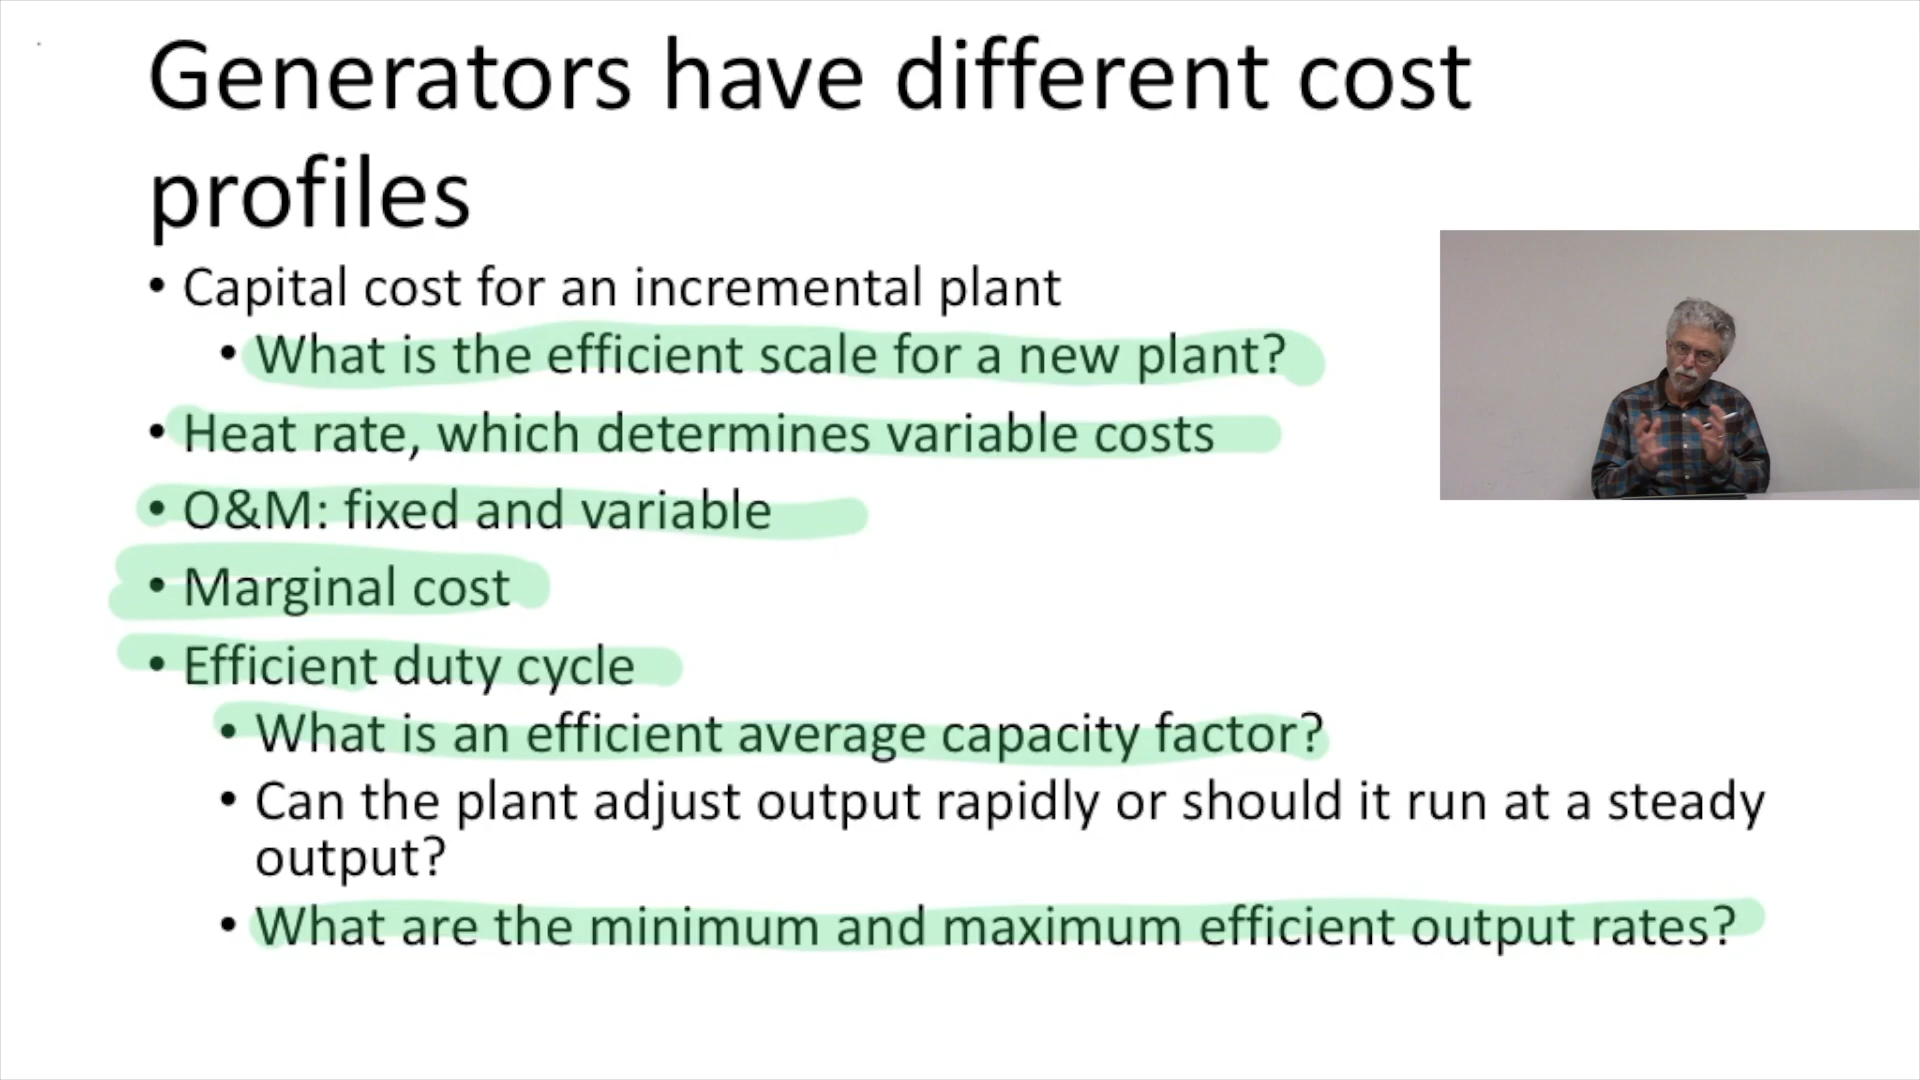 Generators have different cost
profiles
• Capital cost for an incremental plant
• What is the efficient scale for a new plant?
• Heat rate, which determines variable costs
• O&M: fixed and variable
• Marginal cost
• Efficient duty cycle
• What is an efficient average capacity factor?
• Can the plant adjust output rapidly or should it run at a steady
output?
• What are the minimum and maximum efficient output rates?